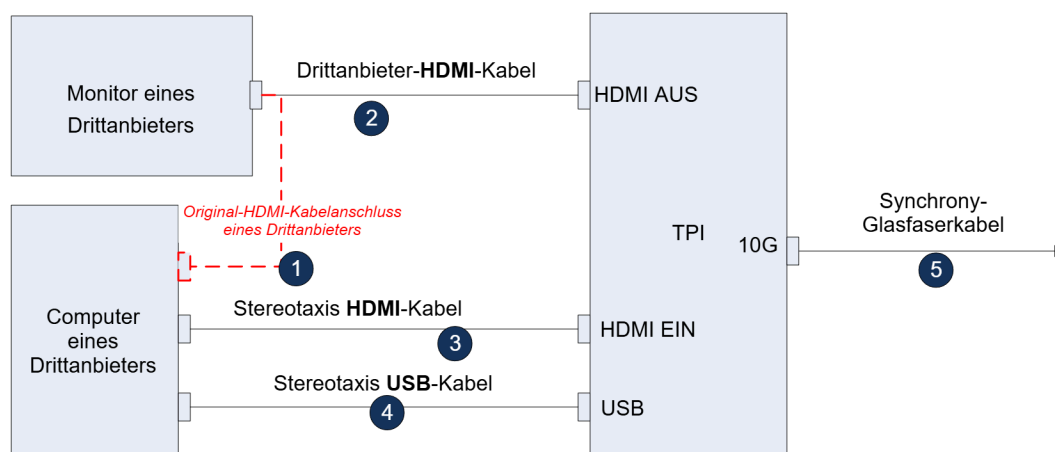 Monitor eines
Drittanbieters
Drittanbieter-HDMI-Kabel
2
HDMI AUS
Original-HDMI-Kabelanschluss
eines Drittanbieters
1
TPI
10G
Synchrony-
Glasfaserkabel
5
Computer
eines
Drittanbieters
Stereotaxis HDMI-Kabel
3
HDMI EIN
Stereotaxis USB-Kabel
4
USB